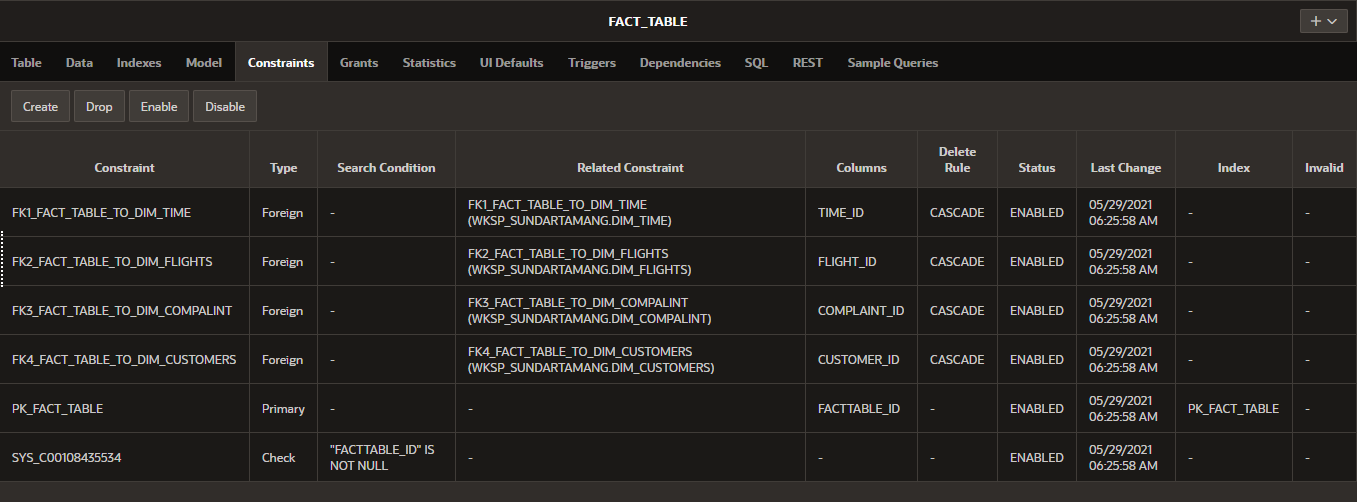 FACT_TABLE
Table Data Indexes Model Constraints Grants Statistics UI Defaults Triggers Dependencies SQL REST Sample Queries
Create Drop Enable Disable
Constraint Type Search Condition Related Constraint Columns Delete Rule Status Last Change Index Invalid
FK1_FACT_TABLE_TO_DIM_TIME Foreign - FK1_FACT_TABLE_TO_DIM_TIME (WKSP_SUNDARTAMANG.DIM_TIME) TIME_ID CASCADE ENABLED 05/29/2021 06:25:58 AM - -
FK2_FACT_TABLE_TO_DIM_FLIGHTS Foreign - FK2_FACT_TABLE_TO_DIM_FLIGHTS (WKSP_SUNDARTAMANG.DIM_FLIGHTS) FLIGHT_ID CASCADE ENABLED 05/29/2021 06:25:58 AM - -
FK3_FACT_TABLE_TO_DIM_COMPALINT Foreign - FK3_FACT_TABLE_TO_DIM_COMPALINT (WKSP_SUNDARTAMANG.DIM_COMPALINT) COMPLAINT_ID CASCADE ENABLED 05/29/2021 06:25:58 AM - -
FK4_FACT_TABLE_TO_DIM_CUSTOMERS Foreign - FK4_FACT_TABLE_TO_DIM_CUSTOMERS (WKSP_SUNDARTAMANG.DIM_CUSTOMERS) CUSTOMER_ID CASCADE ENABLED 05/29/2021 06:25:58 AM - -
PK_FACT_TABLE Primary - - FACTTABLE_ID - ENABLED 05/29/2021 06:25:58 AM PK_FACT_TABLE -
SYS_C00108435534 Check "FACTTABLE_ID" IS NOT NULL - - - ENABLED 05/29/2021 06:25:58 AM - -